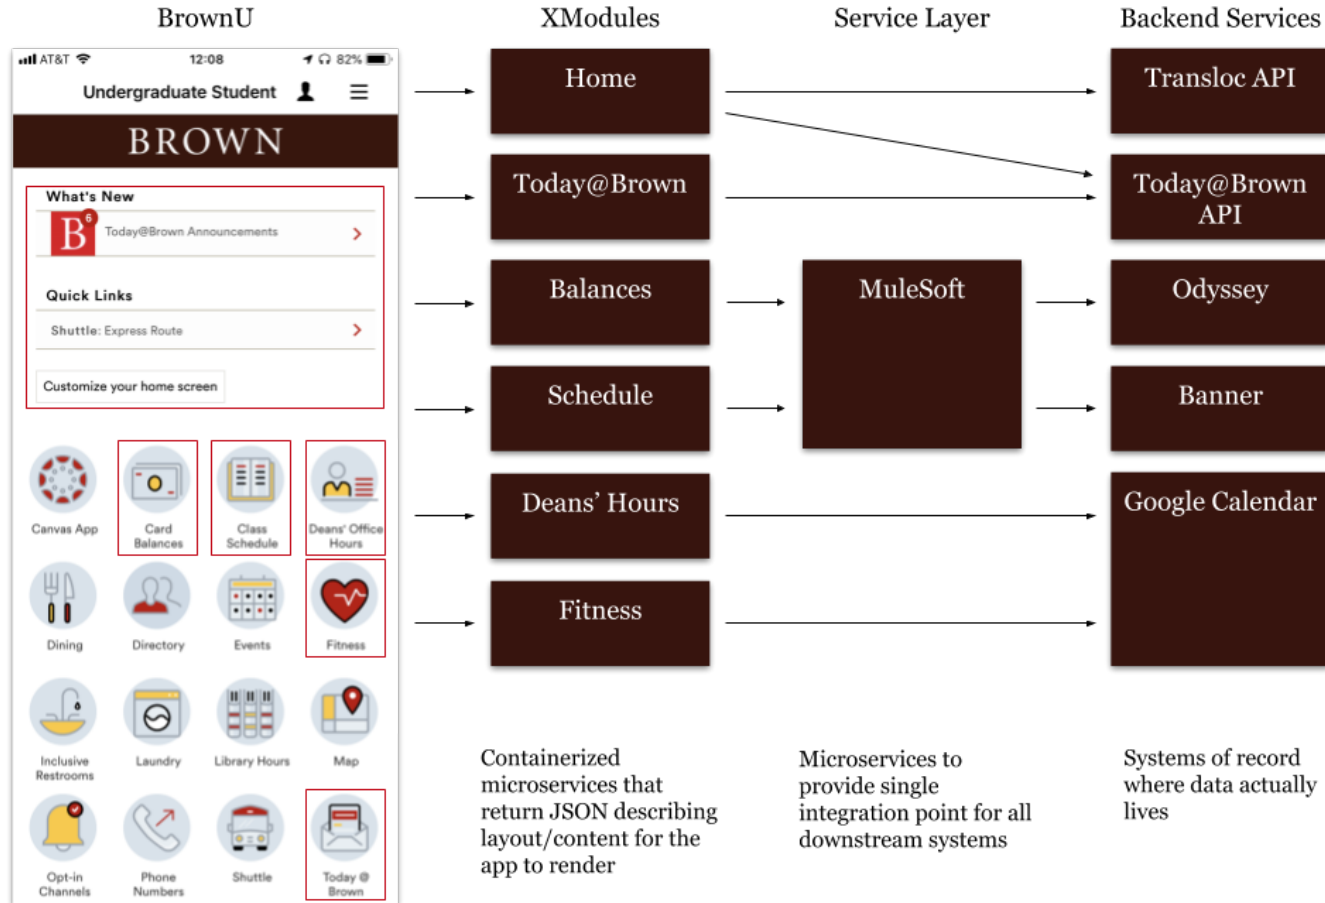 BrownU
XModules
Service Layer
Backend Services
AT&T
12:08
82%
Undergraduate Student
BROWN
What's New
B
6
Today@Brown Announcements
Quick Links
Shuttle: Express Route
Customize your home screen
Canvas App
Card
Balances
Class
Schedule
Deans' Office
Hours
Dining
Directory
Events
Fitness
Inclusive
Restrooms
Laundry
Library Hours
Map
Opt-in
Channels
Phone
Numbers
Shuttle
Today @
Brown
Home
Today@Brown
Balances
Schedule
Deans’ Hours
Fitness
Containerized
microservices that
return JSON describing
layout/content for the
app to render
MuleSoft
Microservices to
provide single
integration point for all
downstream systems
Transloc API
Today@Brown
API
Odyssey
Banner
Google Calendar
Systems of record
where data actually
lives